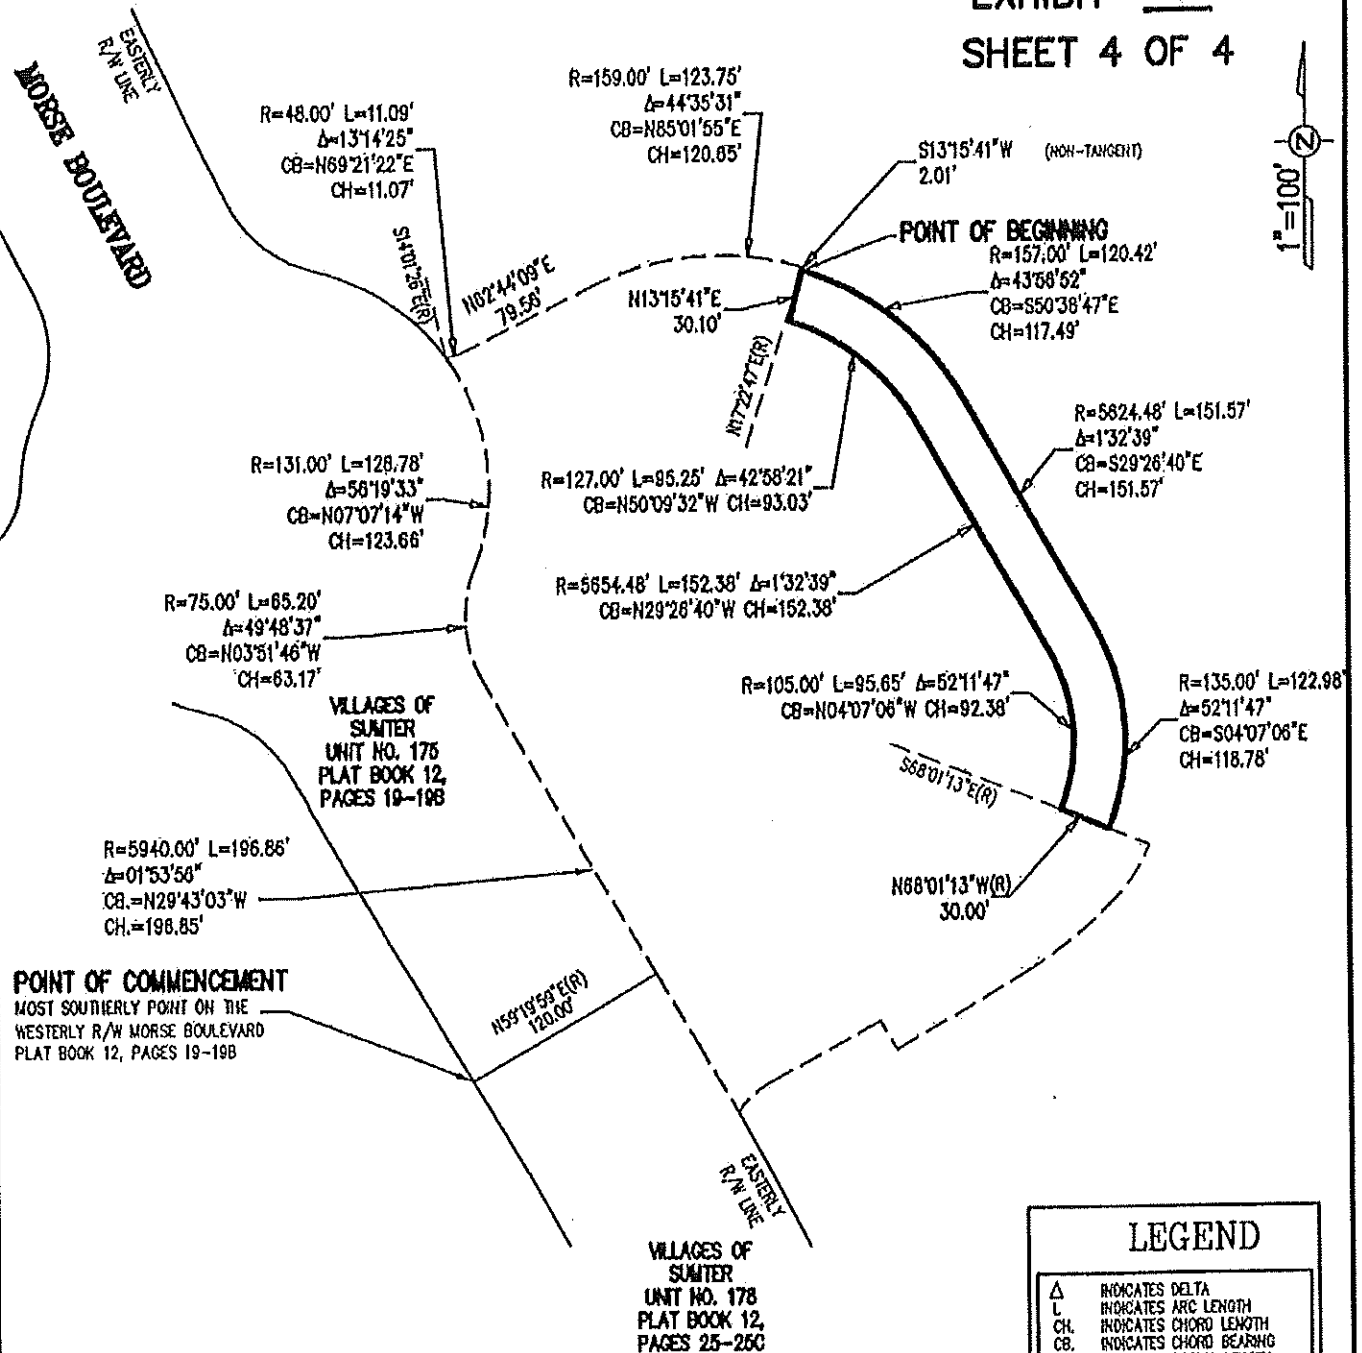 EXHIBIT
SHEET 4 OF 4
EASTERLY
R/W LINE
MORSE BOULEVARD
R=48.00' L=11.09'
Δ=13°14'25"
CB=N69°21'22"E
CH=11.07'
R=159.00' L=123.75'
Δ=44°35'31"
CB=N85°01'55"E
CH=120.65'
S13°15'41"W (NON-TANGENT)
2.01'
1"=100'
Z
POINT OF BEGINNING
R=157.00' L=120.42'
Δ=43°56'52"
CB=S50°38'47"E
CH=117.49'
S14°01'26"E(R)
N62°44'09"E
79.56'
N13°15'41"E
30.10'
N17°22'47"E(R)
R=5624.48' L=151.57'
Δ=1°32'39"
CB=S29°26'40"E
CH=151.57'
R=131.00' L=128.78'
Δ=56°19'33"
CB=N07°07'14"W
CH=123.66'
R=127.00' L=95.25' Δ=42°58'21"
CB=N50°09'32"W CH=93.03'
R=5654.48' L=152.38' Δ=1°32'39"
CB=N29°26'40"W CH=152.38'
R=75.00' L=65.20'
Δ=49°48'37"
CB=N03°51'46"W
CH=63.17'
R=105.00' L=95.65' Δ=52°11'47"
CB=N04°07'06"W CH=92.38'
R=135.00' L=122.98'
Δ=52°11'47"
CB=S04°07'06"E
CH=118.78'
VILLAGES OF
SUMTER
UNIT NO. 175
PLAT BOOK 12,
PAGES 19-19B
S68°01'13"E(R)
R=5940.00' L=196.86'
Δ=01°53'56"
CB.=N29°43'03"W
CH.=196.85'
N68°01'13"W(R)
30.00'
POINT OF COMMENCEMENT
MOST SOUTHERLY POINT ON THE
WESTERLY R/W MORSE BOULEVARD
PLAT BOOK 12, PAGES 19-19B
N59°19'59"E(R)
120.00'
EASTERLY
R/W LINE
VILLAGES OF
SUMTER
UNIT NO. 178
PLAT BOOK 12,
PAGES 25-25C
LEGEND
Δ INDICATES DELTA
L INDICATES ARC LENGTH
CH. INDICATES CHORD LENGTH
CB. INDICATES CHORD BEARING